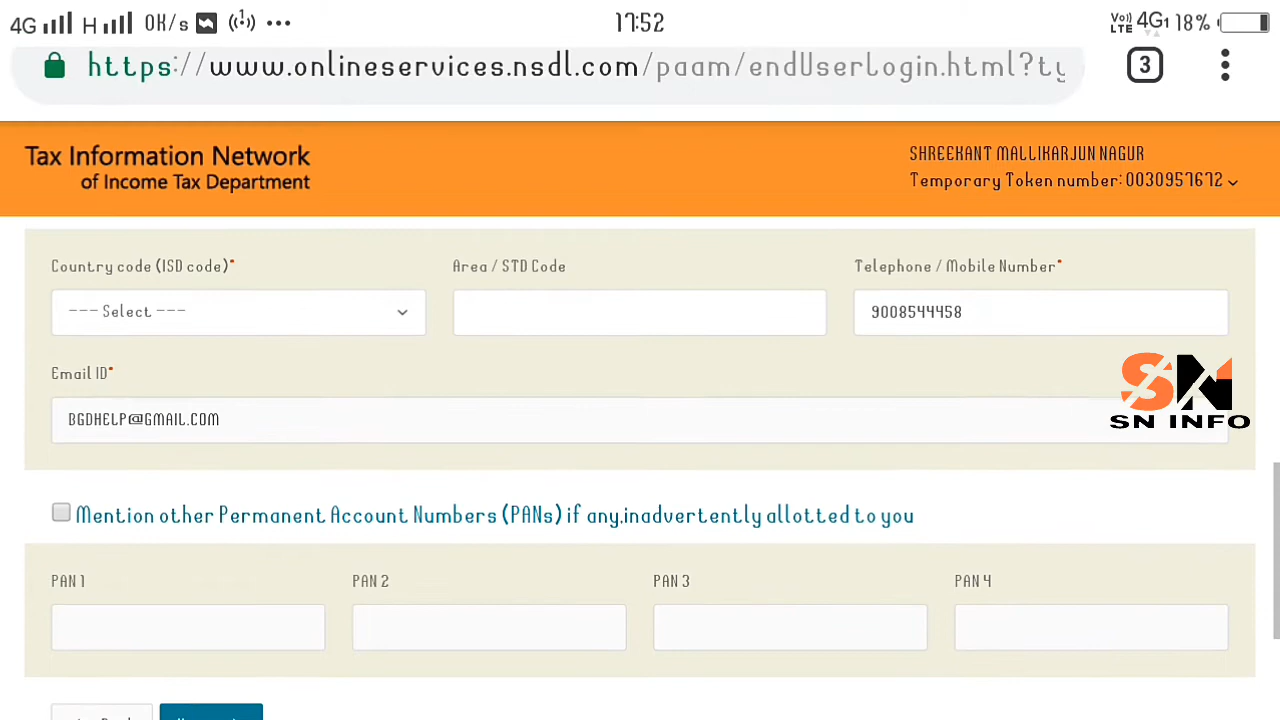 4G H 0K/s 17:52 Vo)) LTE 4G1 18%
https://www.onlineservices.nsdl.com/paam/endUserLogin.html?ty 3
Tax Information Network
of Income Tax Department
SHREEKANT MALLIKARJUN NAGUR
Temporary Token number: 0030957672
Country code (ISD code)* Area / STD Code Telephone / Mobile Number*
--- Select --- 9008544458
Email ID*
BGDHELP@GMAIL.COM
SN
SN INFO
Mention other Permanent Account Numbers (PANs) if any,inadvertently allotted to you
PAN 1 PAN 2 PAN 3 PAN 4